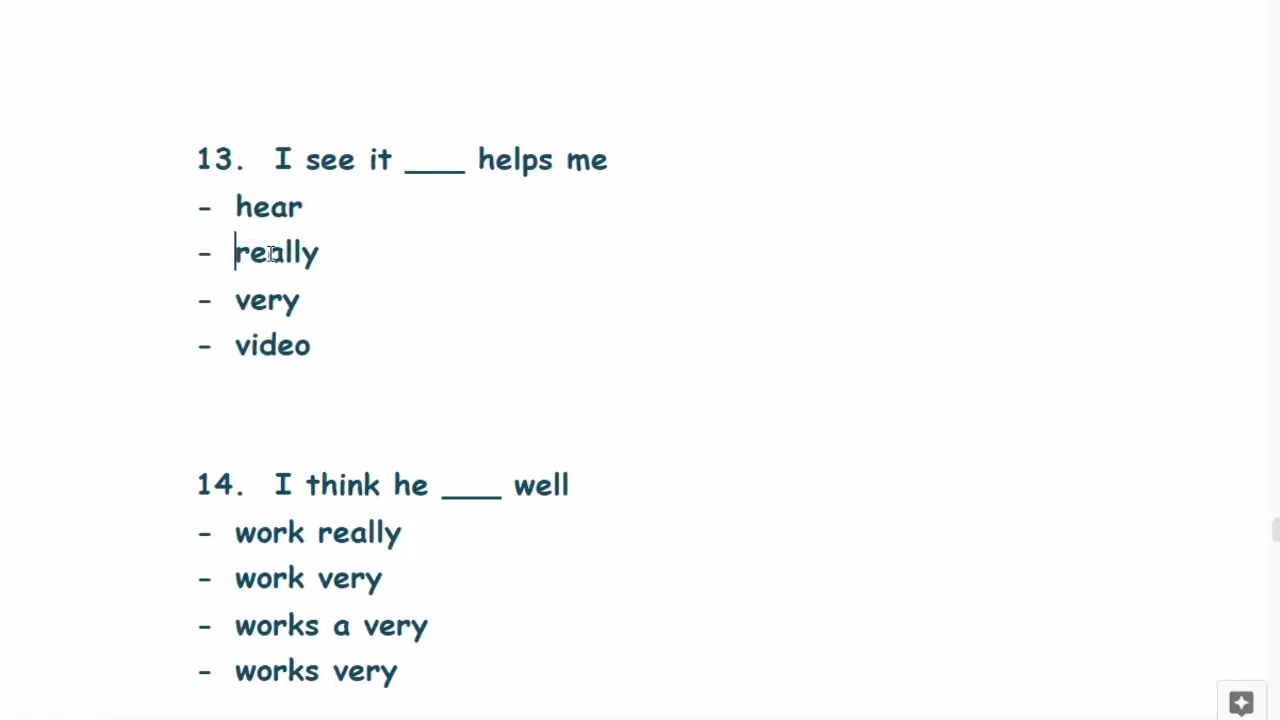 13. I see it ____ helps me
- hear
- really
- very
- video
14. I think he ____ well
- work really
- work very
- works a very
- works very